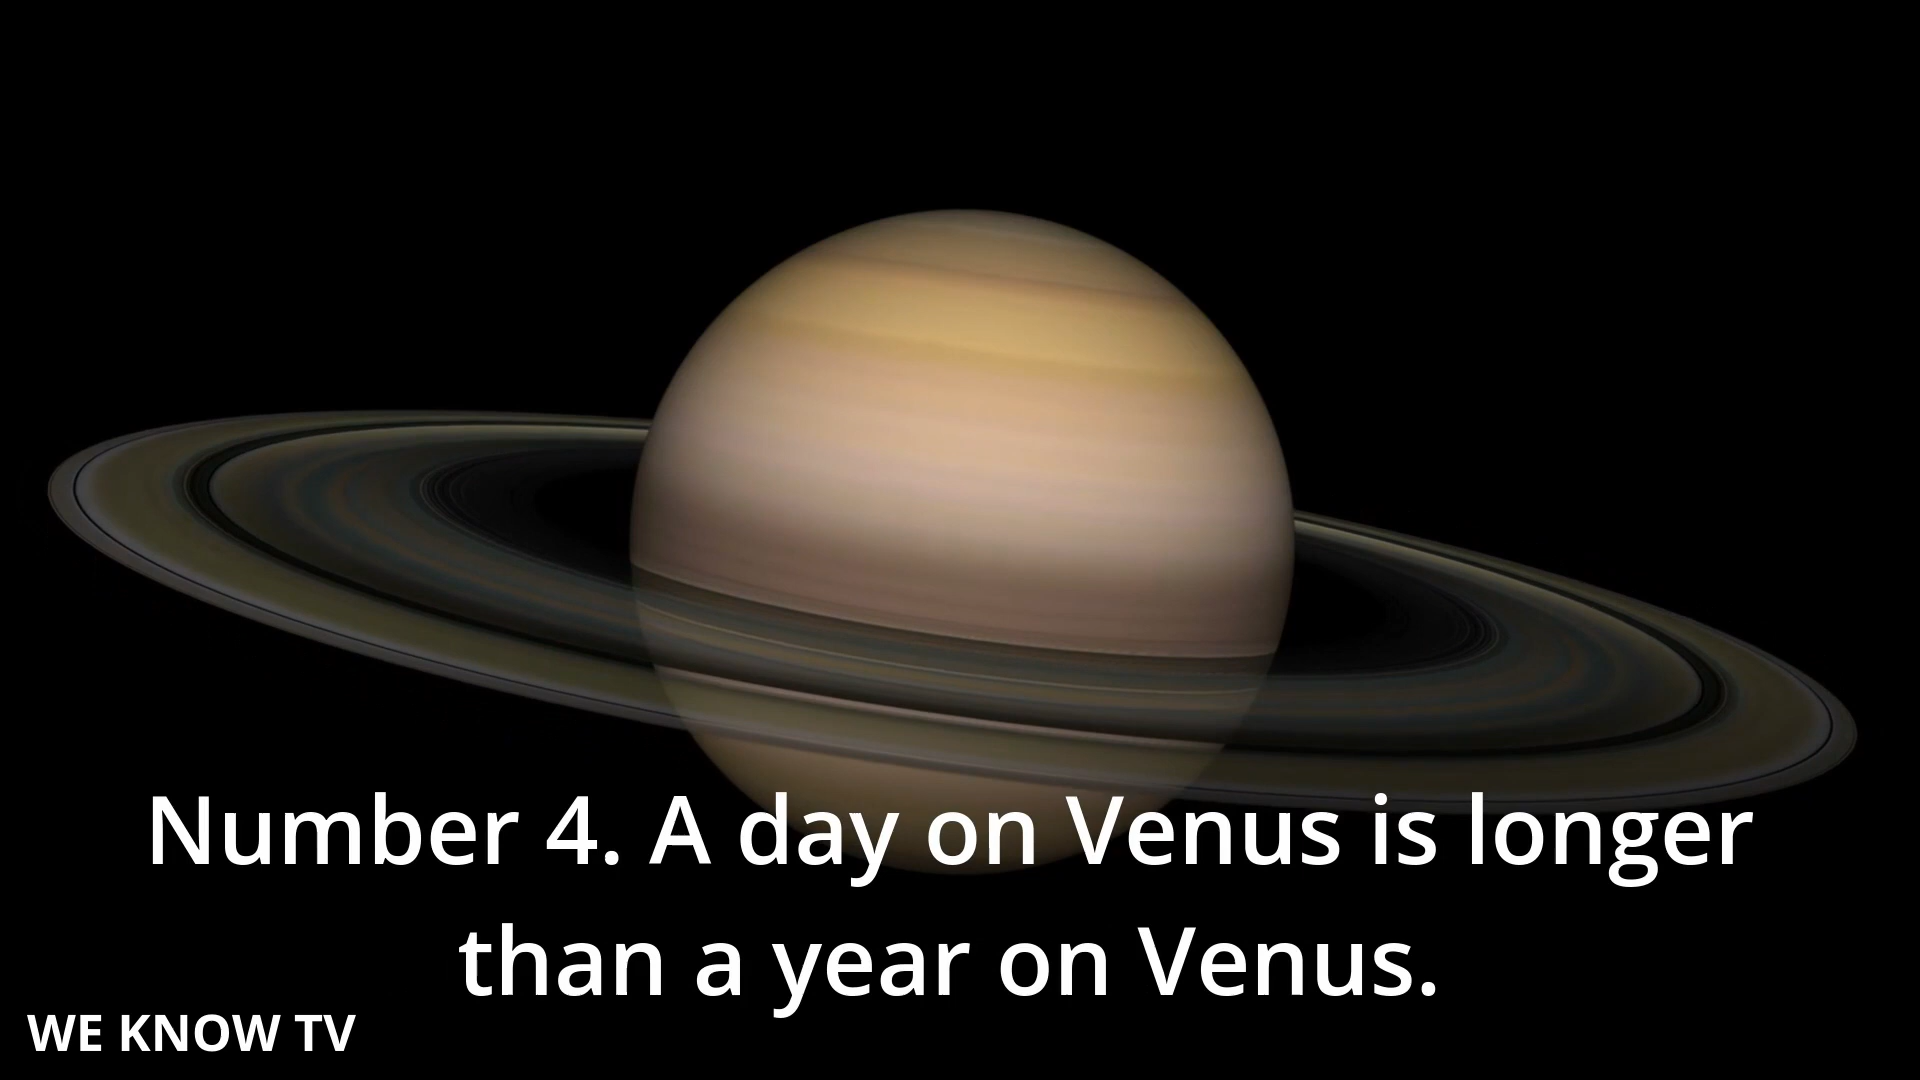 Number 4. A day on Venus is longer
than a year on Venus.
WE KNOW TV